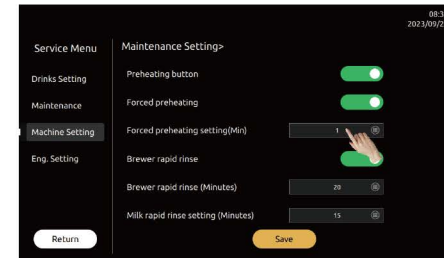 08:3
2023/09/2
Service Menu
Maintenance Setting>
Drinks Setting
Preheating button
Maintenance
Forced preheating
Machine Setting
Forced preheating setting(Min)
1
Eng. Setting
Brewer rapid rinse
Brewer rapid rinse (Minutes)
20
Milk rapid rinse setting (Minutes)
15
Return
Save